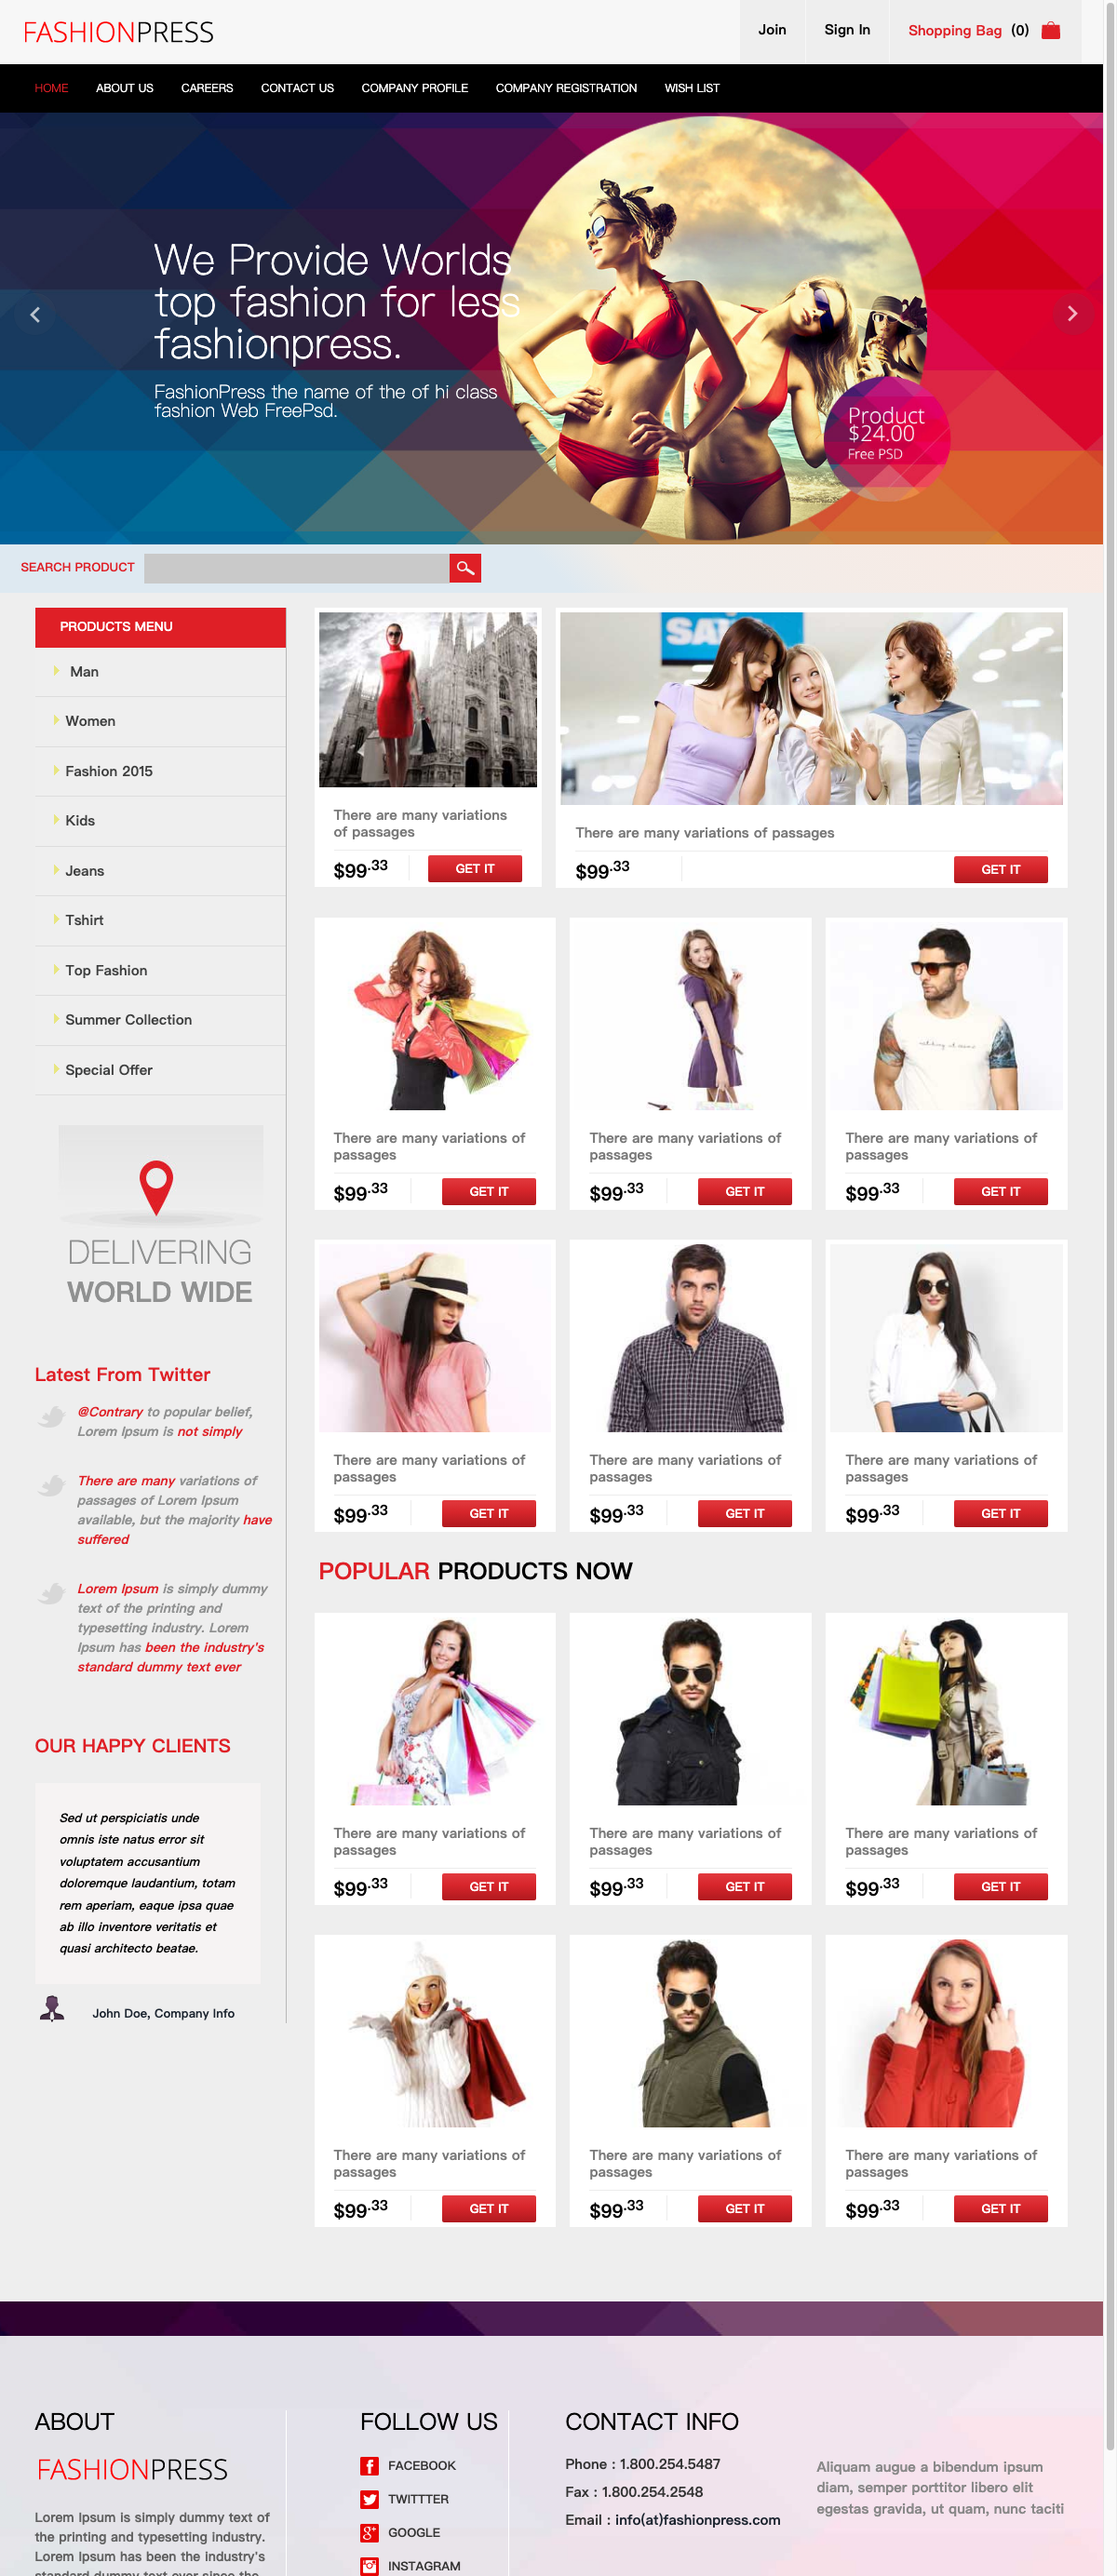 FASHIONPRESS
Join
Sign In
Shopping Bag (0)
HOME
ABOUT US
CAREERS
CONTACT US
COMPANY PROFILE
COMPANY REGISTRATION
WISH LIST
We Provide Worlds
top fashion for less
fashionpress.
FashionPress the name of the of hi class
fashion Web FreePsd.
Product
$24.00
Free PSD
SEARCH PRODUCT
PRODUCTS MENU
Man
Women
Fashion 2015
Kids
Jeans
Tshirt
Top Fashion
Summer Collection
Special Offer
DELIVERING
WORLD WIDE
Latest From Twitter
@Contrary to popular belief,
Lorem Ipsum is not simply
There are many variations of
passages of Lorem Ipsum
available, but the majority have
suffered
Lorem Ipsum is simply dummy
text of the printing and
typesetting industry. Lorem
Ipsum has been the industry's
standard dummy text ever
OUR HAPPY CLIENTS
Sed ut perspiciatis unde
omnis iste natus error sit
voluptatem accusantium
doloremque laudantium, totam
rem aperiam, eaque ipsa quae
ab illo inventore veritatis et
quasi architecto beatae.
John Doe, Company Info
There are many variations
of passages
$99.33
GET IT
There are many variations of passages
$99.33
GET IT
There are many variations of
passages
$99.33
GET IT
There are many variations of
passages
$99.33
GET IT
There are many variations of
passages
$99.33
GET IT
There are many variations of
passages
$99.33
GET IT
There are many variations of
passages
$99.33
GET IT
There are many variations of
passages
$99.33
GET IT
POPULAR PRODUCTS NOW
There are many variations of
passages
$99.33
GET IT
There are many variations of
passages
$99.33
GET IT
There are many variations of
passages
$99.33
GET IT
There are many variations of
passages
$99.33
GET IT
There are many variations of
passages
$99.33
GET IT
There are many variations of
passages
$99.33
GET IT
ABOUT
FASHIONPRESS
Lorem Ipsum is simply dummy text of
the printing and typesetting industry.
Lorem Ipsum has been the industry's
standard dummy text ever since the
FOLLOW US
FACEBOOK
TWITTTER
GOOGLE
INSTAGRAM
CONTACT INFO
Phone : 1.800.254.5487
Fax : 1.800.254.2548
Email : info(at)fashionpress.com
Aliquam augue a bibendum ipsum
diam, semper porttitor libero elit
egestas gravida, ut quam, nunc taciti